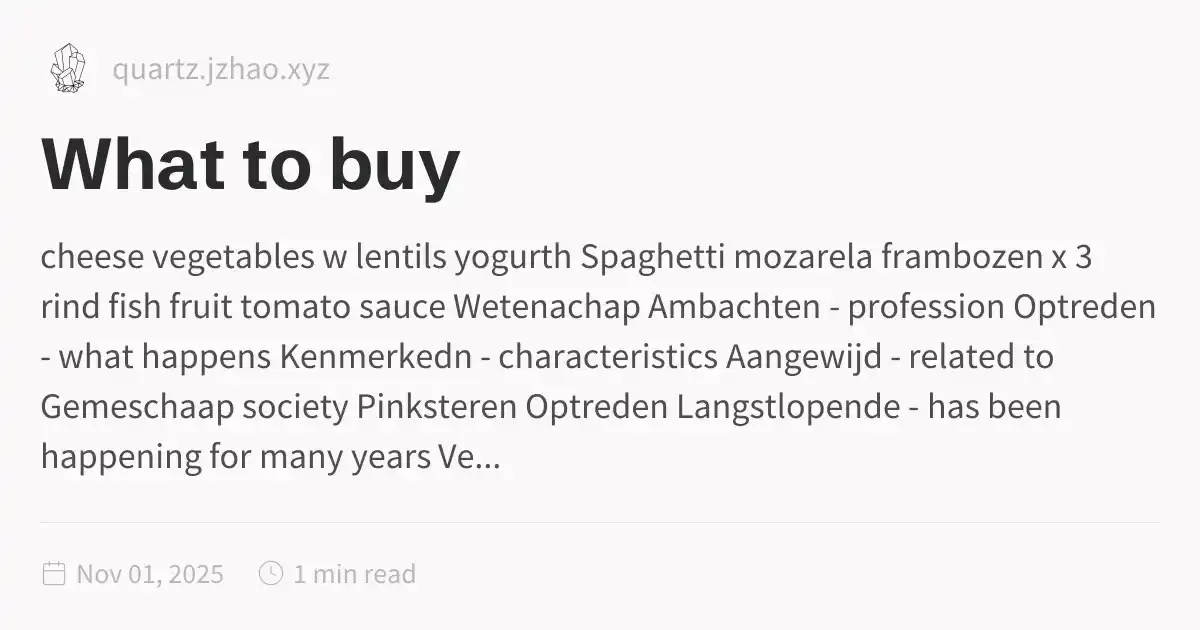 quartz.jzhao.xyz
What to buy
cheese vegetables w lentils yogurth Spaghetti mozarela frambozen x 3
rind fish fruit tomato sauce Wetenachap Ambachten - profession Optreden
- what happens Kenmerkedn - characteristics Aangewijd - related to
Gemeschaap society Pinksteren Optreden Langstlopende - has been
happening for many years Ve...
Nov 01, 2025 1 min read